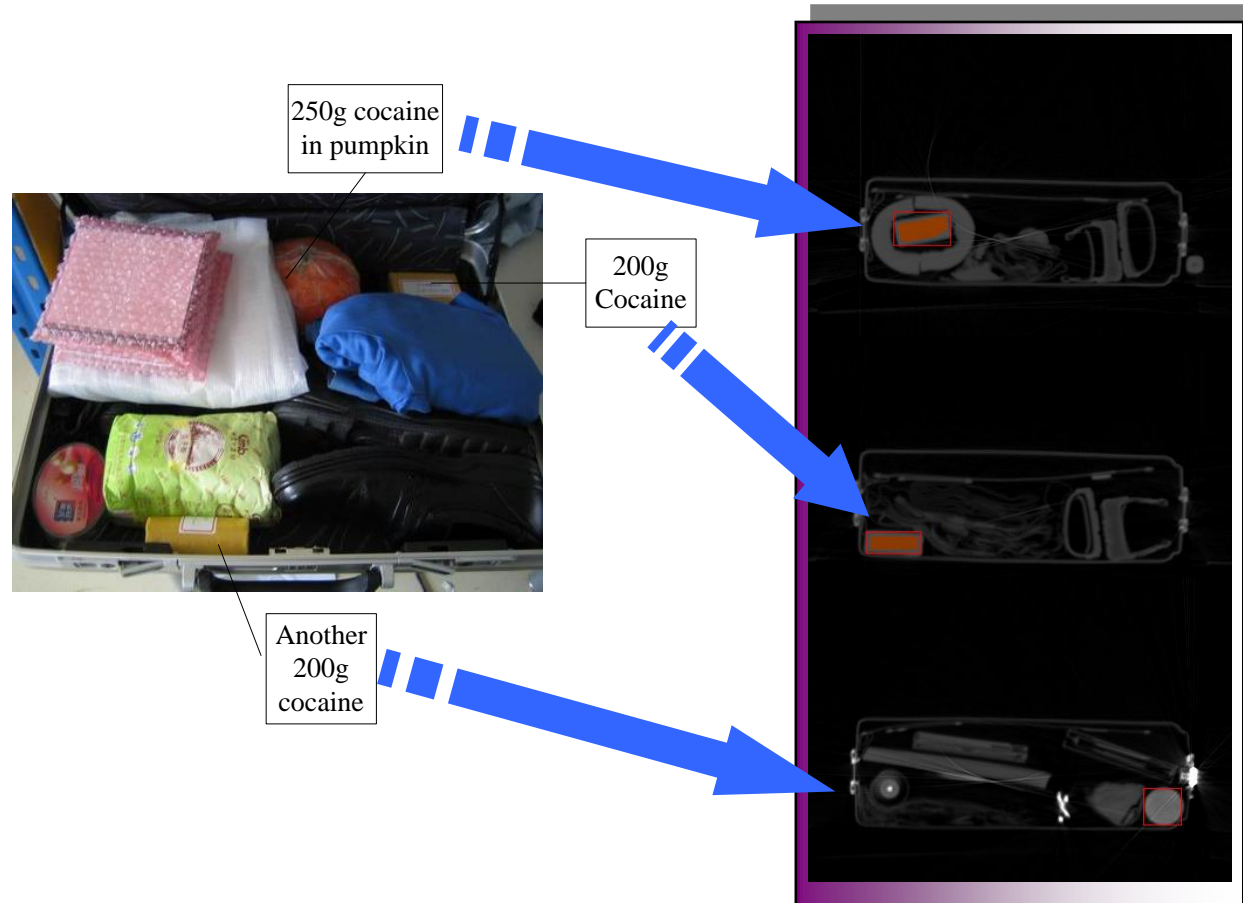 250g cocaine
in pumpkin
200g
Cocaine
Another
200g
cocaine